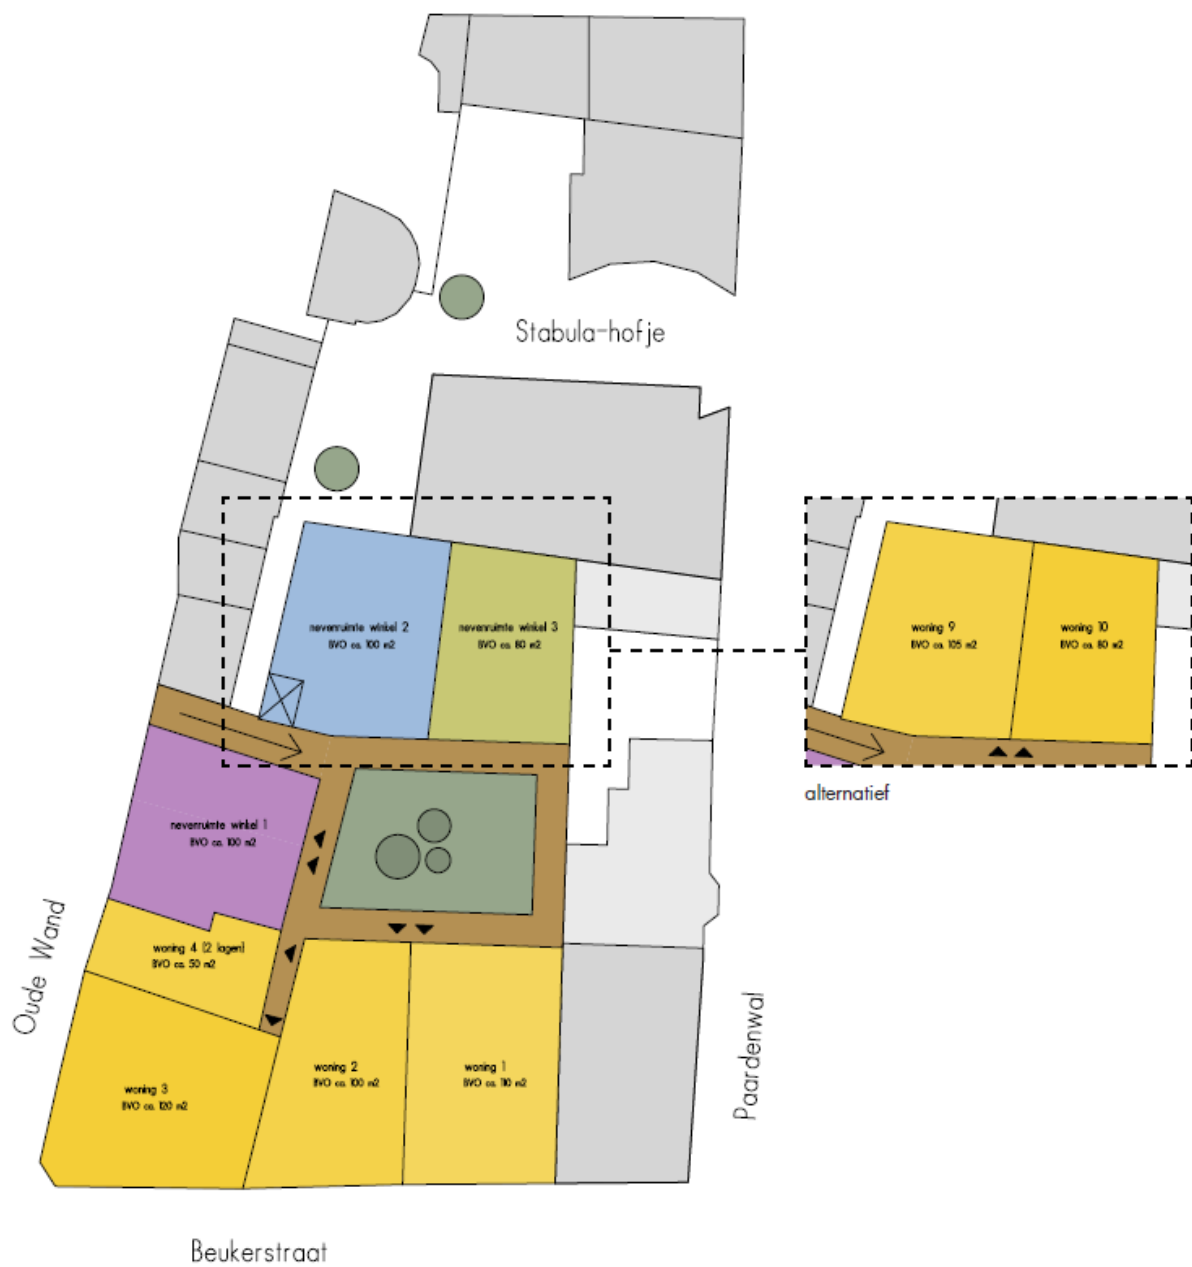 Stabula-hofje
nevenruimte winkel 2
BVO ca. 100 m2
nevenruimte winkel 3
BVO ca. 80 m2
woning 9
BVO ca. 105 m2
woning 10
BVO ca. 80 m2
alternatief
nevenruimte winkel 1
BVO ca. 100 m2
woning 4 (2 lagen)
BVO ca. 50 m2
Oude Wand
woning 3
BVO ca. 120 m2
woning 2
BVO ca. 100 m2
woning 1
BVO ca. 110 m2
Paardenwal
Beukerstraat